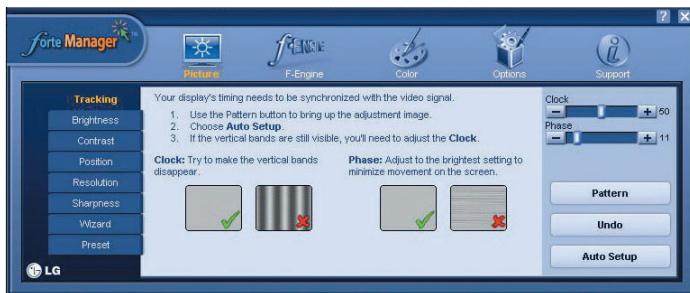 forte Manager™
Picture
F-Engine
F-ENGINE
Color
Options
Support
Tracking
Brightness
Contrast
Position
Resolution
Sharpness
Wizard
Preset
LG
Your display's timing needs to be synchronized with the video signal.
1. Use the Pattern button to bring up the adjustment image.
2. Choose Auto Setup.
3. If the vertical bands are still visible, you'll need to adjust the Clock.
Clock: Try to make the vertical bands
disappear.
Phase: Adjust to the brightest setting to
minimize movement on the screen.
Clock
50
Phase
11
Pattern
Undo
Auto Setup